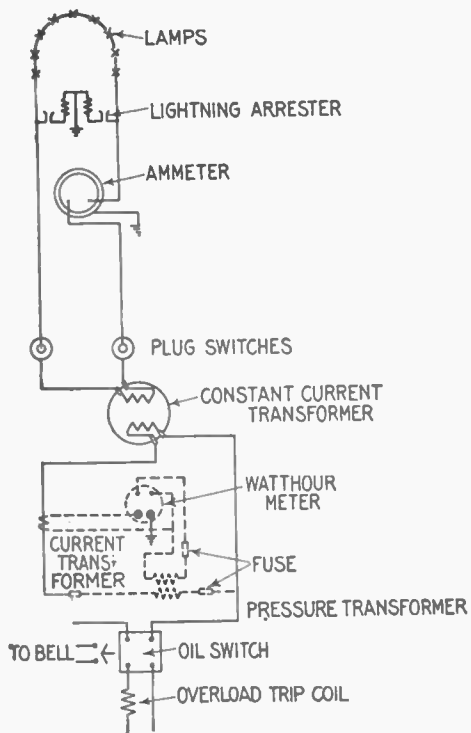 LAMPS
LIGHTNING ARRESTER
AMMETER
PLUG SWITCHES
CONSTANT CURRENT
TRANSFORMER
WATTHOUR
METER
CURRENT
TRANS-
FORMER
FUSE
PRESSURE TRANSFORMER
TO BELL
OIL SWITCH
OVERLOAD TRIP COIL